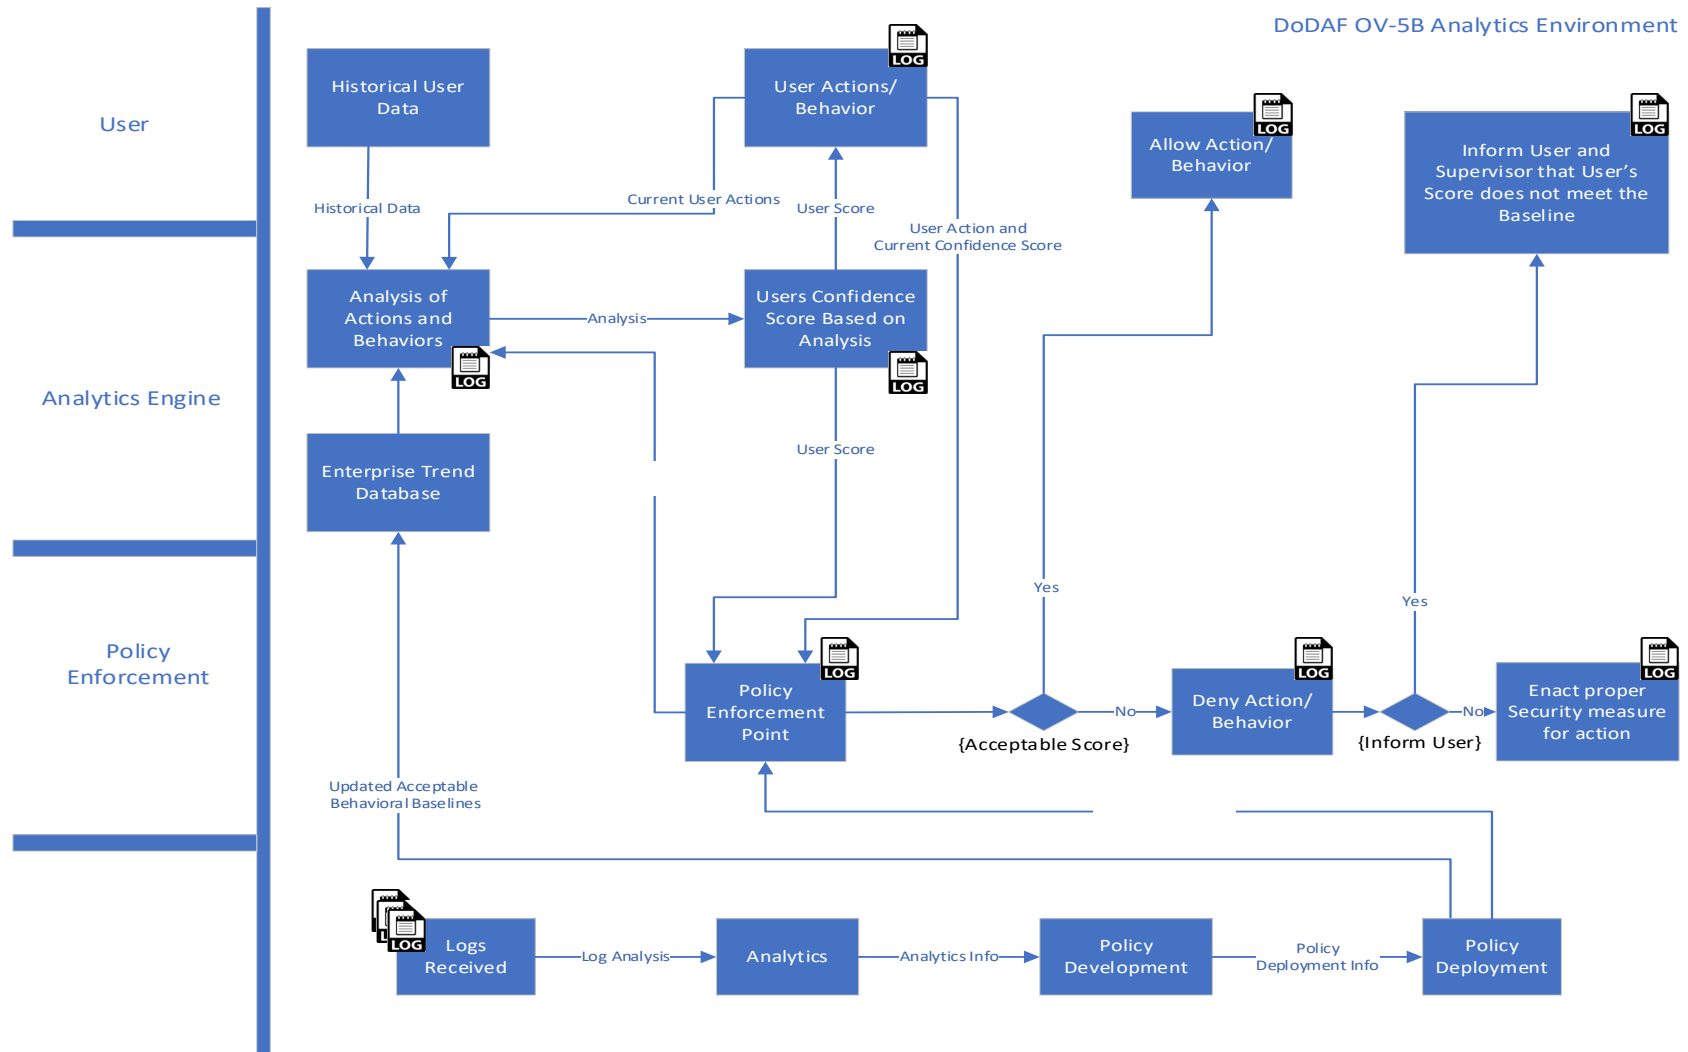 DoDAF OV-5B Analytics Environment
User
Historical User
Data
User Actions/
Behavior
LOG
Allow Action/
Behavior
LOG
Inform User and
Supervisor that User’s
Score does not meet the
Baseline
LOG
Historical Data
Current User Actions
User Score
User Action and
Current Confidence Score
Analytics Engine
Analysis of
Actions and
Behaviors
LOG
Analysis
Users Confidence
Score Based on
Analysis
LOG
User Score
Enterprise Trend
Database
Policy
Enforcement
Policy
Enforcement
Point
LOG
Yes
{Acceptable Score}
No
Deny Action/
Behavior
LOG
Yes
{Inform User}
No
Enact proper
Security measure
for action
LOG
Updated Acceptable
Behavioral Baselines
LOG
Logs
Received
Log Analysis
Analytics
Analytics Info
Policy
Development
Policy
Deployment Info
Policy
Deployment